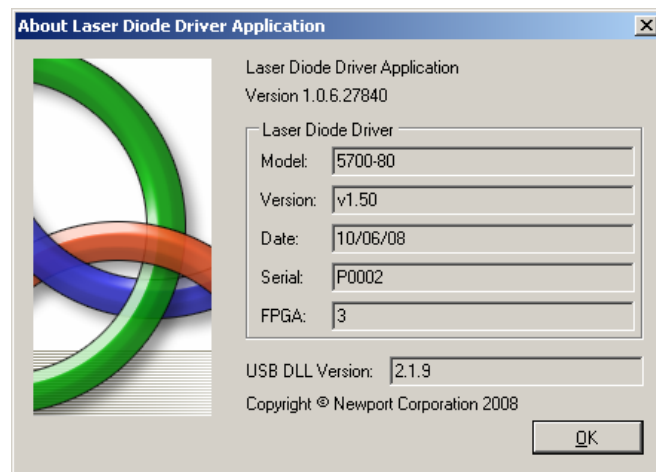 About Laser Diode Driver Application
Laser Diode Driver Application
Version 1.0.6.27840
Laser Diode Driver
Model: 5700-80
Version: v1.50
Date: 10/06/08
Serial: P0002
FPGA: 3
USB DLL Version: 2.1.9
Copyright © Newport Corporation 2008
OK